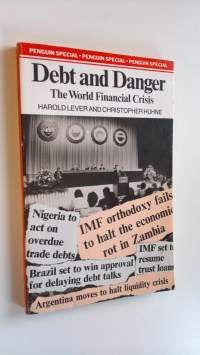 PENGUIN SPECIAL • PENGUIN SPECIAL • PENGUIN SPECIAL
Debt and Danger
The World Financial Crisis
HAROLD LEVER AND CHRISTOPHER HUHNE
Nigeria to
act on
overdue
trade debts
IMF orthodoxy fails
to halt the economic
rot in Zambia
IMF set to
resume
trust loans
Brazil set to win approval
for delaying debt talks
Argentina moves to halt liquidity crisis